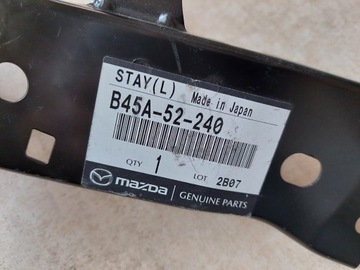 STAY(L) Made in Japan
B45A-52-240
QTY 1 LOT 2B07
mazda GENUINE PARTS